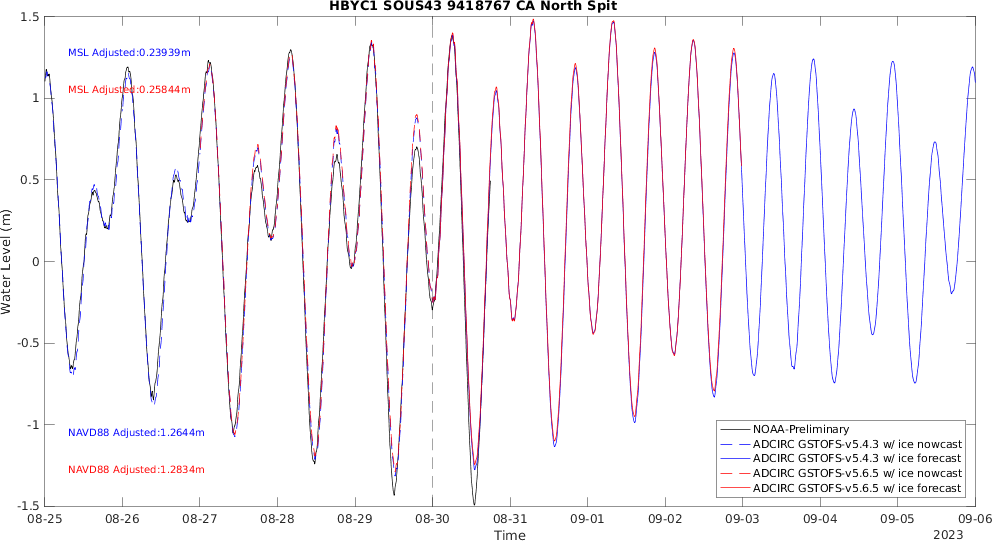 HBYC1 SOUS43 9418767 CA North Spit
1.5
1
0.5
0
-0.5
-1
-1.5
Water Level (m)
MSL Adjusted:0.23939m
MSL Adjusted:0.25844m
NAVD88 Adjusted:1.2644m
NAVD88 Adjusted:1.2834m
NOAA-Preliminary
ADCIRC GSTOFS-v5.4.3 w/ ice nowcast
ADCIRC GSTOFS-v5.4.3 w/ ice forecast
ADCIRC GSTOFS-v5.6.5 w/ ice nowcast
ADCIRC GSTOFS-v5.6.5 w/ ice forecast
08-25 08-26 08-27 08-28 08-29 08-30 08-31 09-01 09-02 09-03 09-04 09-05 09-06
Time
2023